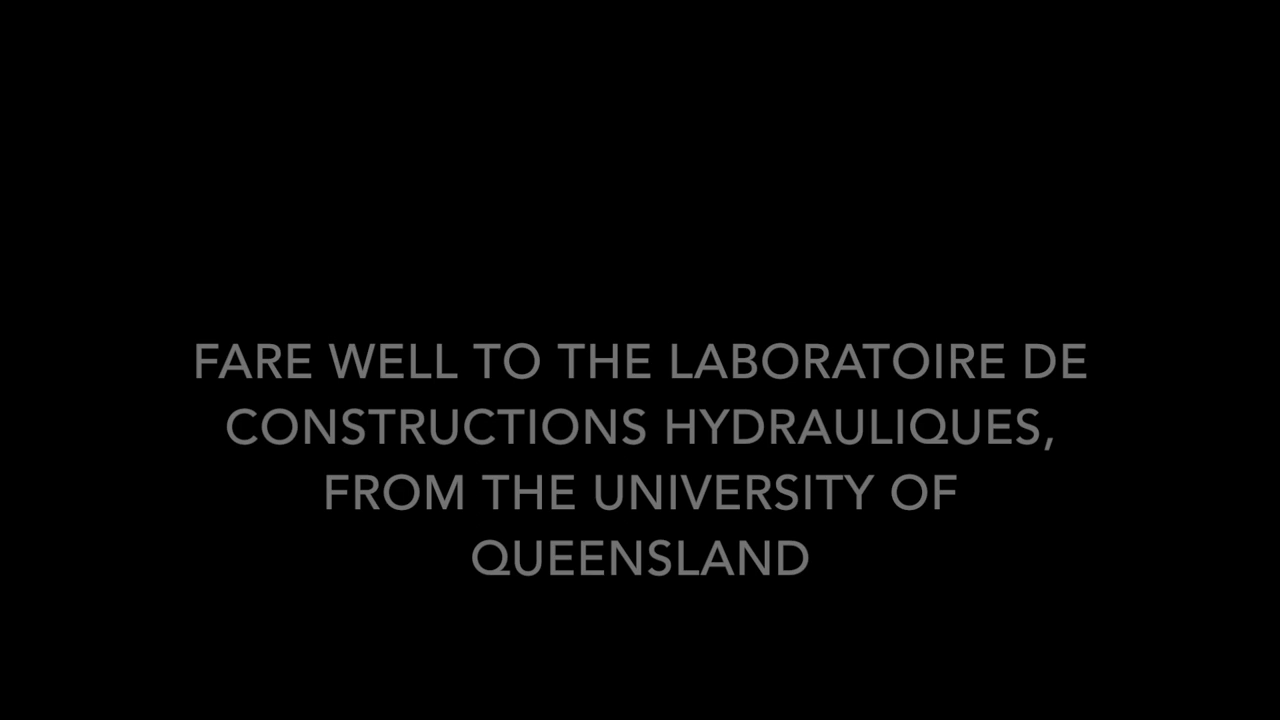 FARE WELL TO THE LABORATOIRE DE
CONSTRUCTIONS HYDRAULIQUES,
FROM THE UNIVERSITY OF
QUEENSLAND